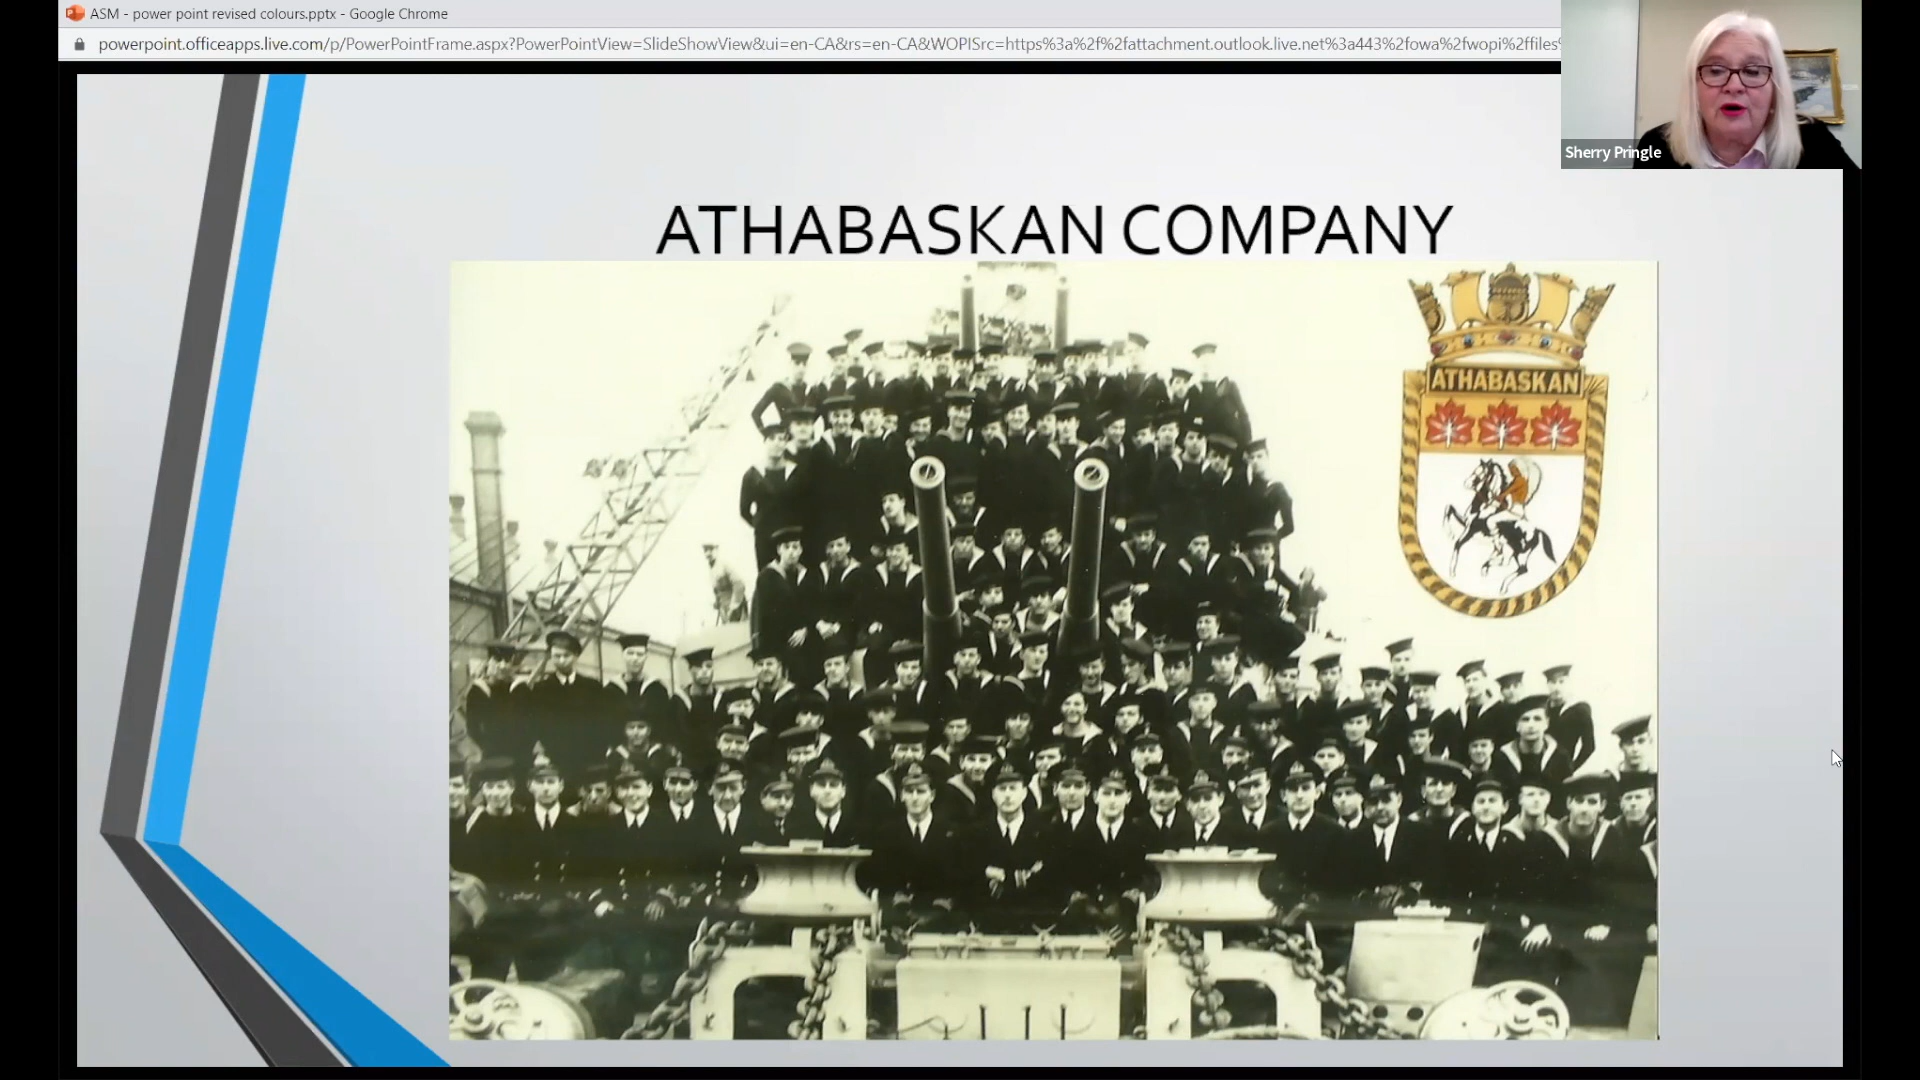 ASM - power point revised colours.pptx - Google Chrome
powerpoint.officeapps.live.com/p/PowerPointFrame.aspx?PowerPointView=SlideShowView&ui=en-CA&rs=en-CA&WOPISrc=https%3a%2f%2fattachment.outlook.live.net%3a443%2fowa%2fwopi%2ffiles%
Sherry Pringle
ATHABASKAN COMPANY
ATHABASKAN